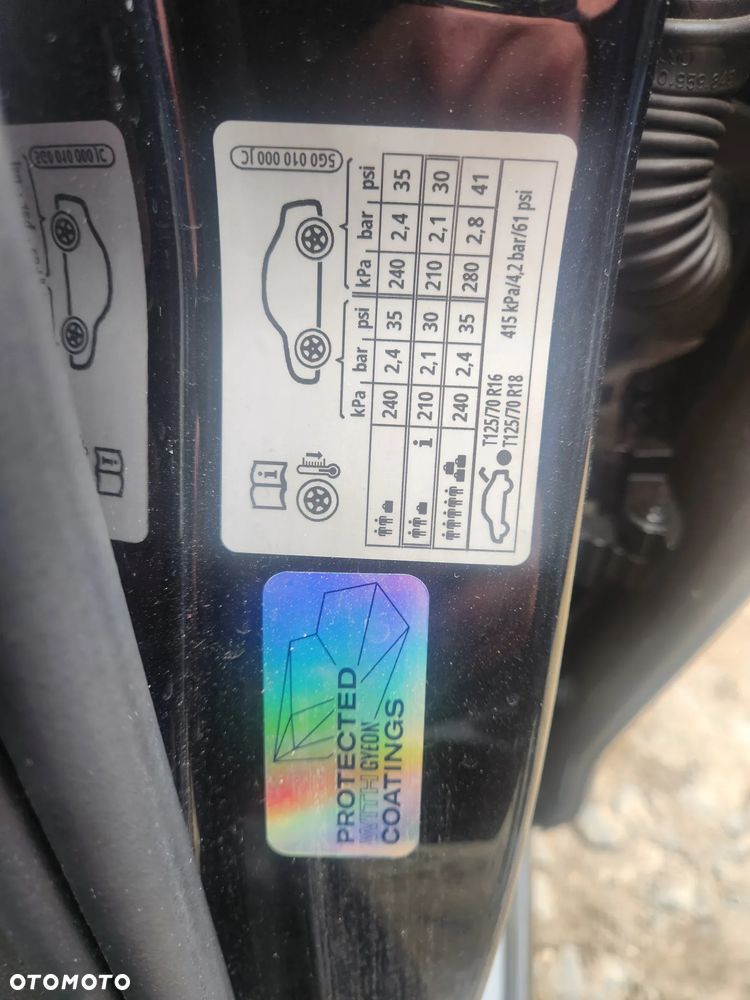 5G0 010 000 JC
kPa bar psi kPa bar psi
240 2,4 35 240 2,4 35
i 210 2,1 30 210 2,1 30
240 2,4 35 280 2,8 41
T125/70 R16
T125/70 R18 415 kPa/4,2 bar/61 psi
PROTECTED
WITH GYEON
COATINGS
OTOMOTO